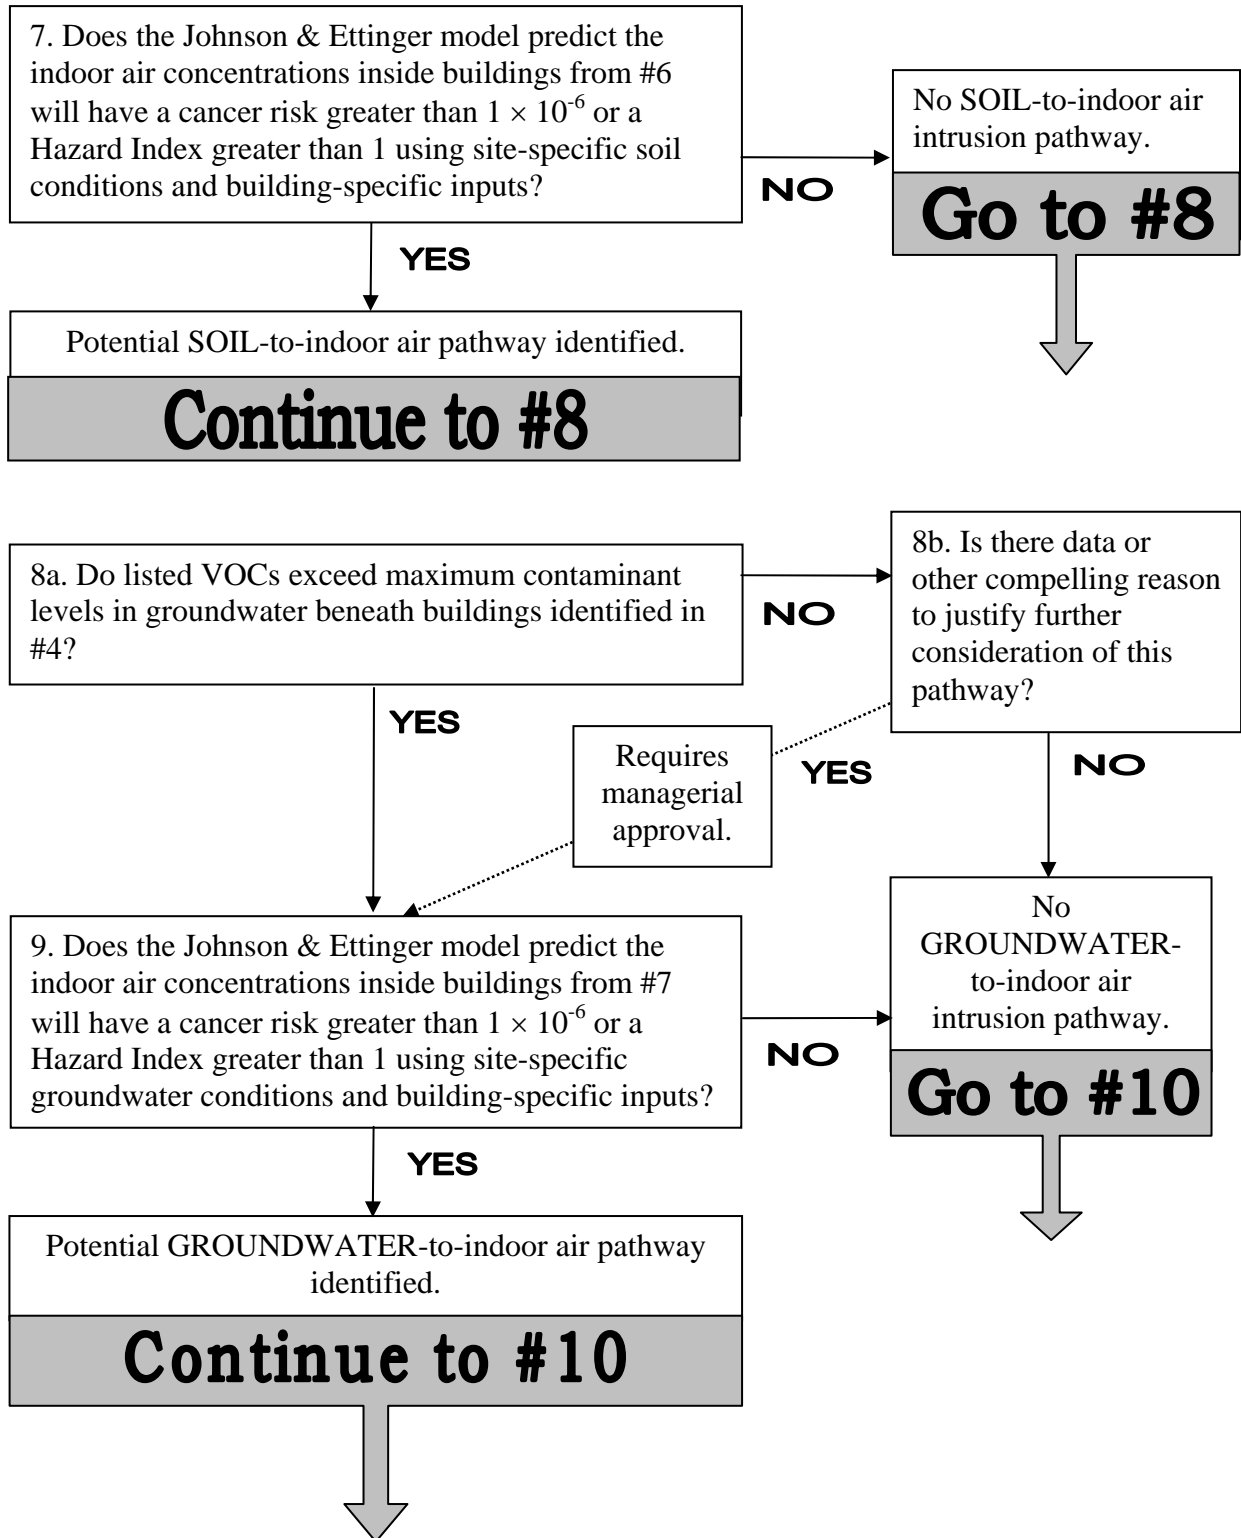 7. Does the Johnson & Ettinger model predict the
indoor air concentrations inside buildings from #6
will have a cancer risk greater than 1 × 10⁻⁶ or a
Hazard Index greater than 1 using site-specific soil
conditions and building-specific inputs?
NO
No SOIL-to-indoor air
intrusion pathway.
Go to #8
YES
Potential SOIL-to-indoor air pathway identified.
Continue to #8
8a. Do listed VOCs exceed maximum contaminant
levels in groundwater beneath buildings identified in
#4?
NO
8b. Is there data or
other compelling reason
to justify further
consideration of this
pathway?
YES
Requires
managerial
approval.
YES
NO
9. Does the Johnson & Ettinger model predict the
indoor air concentrations inside buildings from #7
will have a cancer risk greater than 1 × 10⁻⁶ or a
Hazard Index greater than 1 using site-specific
groundwater conditions and building-specific inputs?
NO
No
GROUNDWATER-
to-indoor air
intrusion pathway.
Go to #10
YES
Potential GROUNDWATER-to-indoor air pathway
identified.
Continue to #10